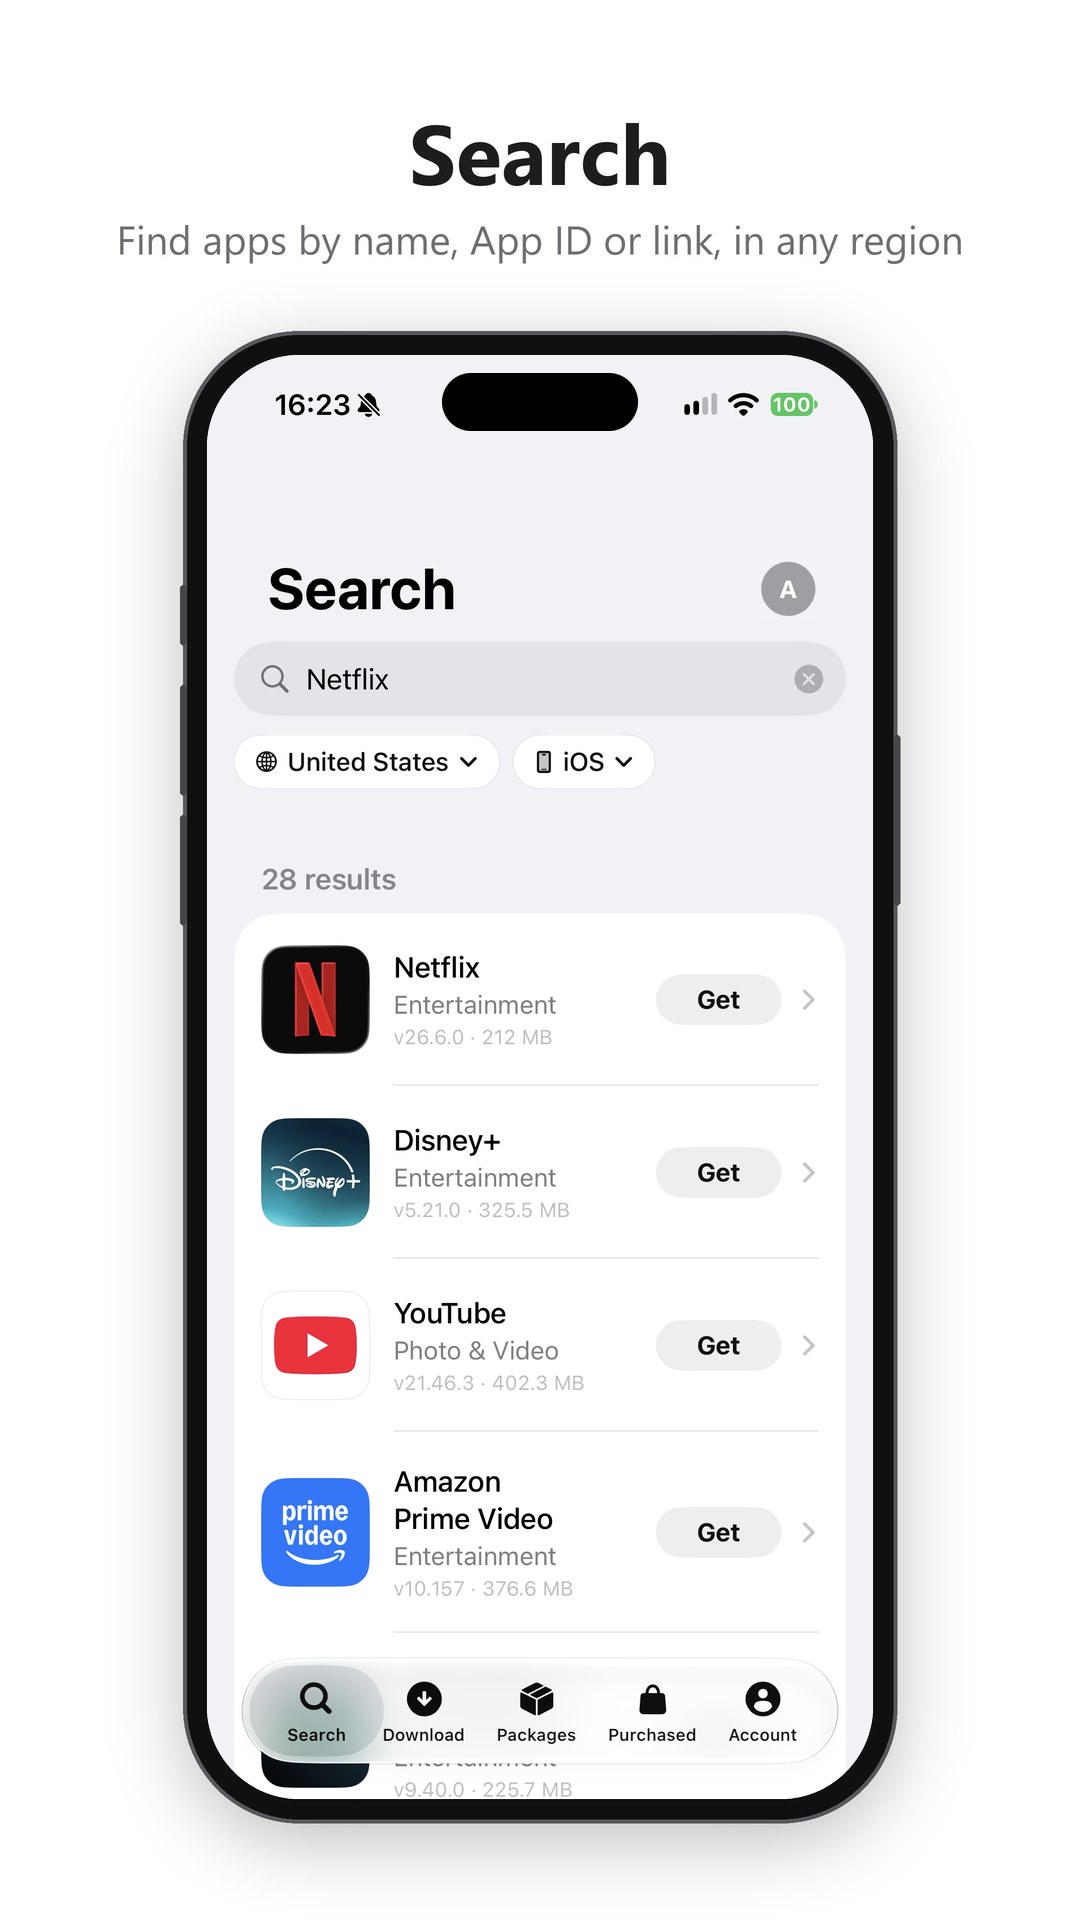 Search
Find apps by name, App ID or link, in any region
16:23
100
Search
A
Netflix
United States
iOS
28 results
Netflix
Entertainment
v26.6.0 · 212 MB
Get
Disney+
Disney+
Entertainment
v5.21.0 · 325.5 MB
Get
YouTube
Photo & Video
v21.46.3 · 402.3 MB
Get
prime
video
Amazon
Prime Video
Entertainment
v10.157 · 376.6 MB
Get
Search
Download
Packages
Purchased
Account
v9.40.0 · 225.7 MB